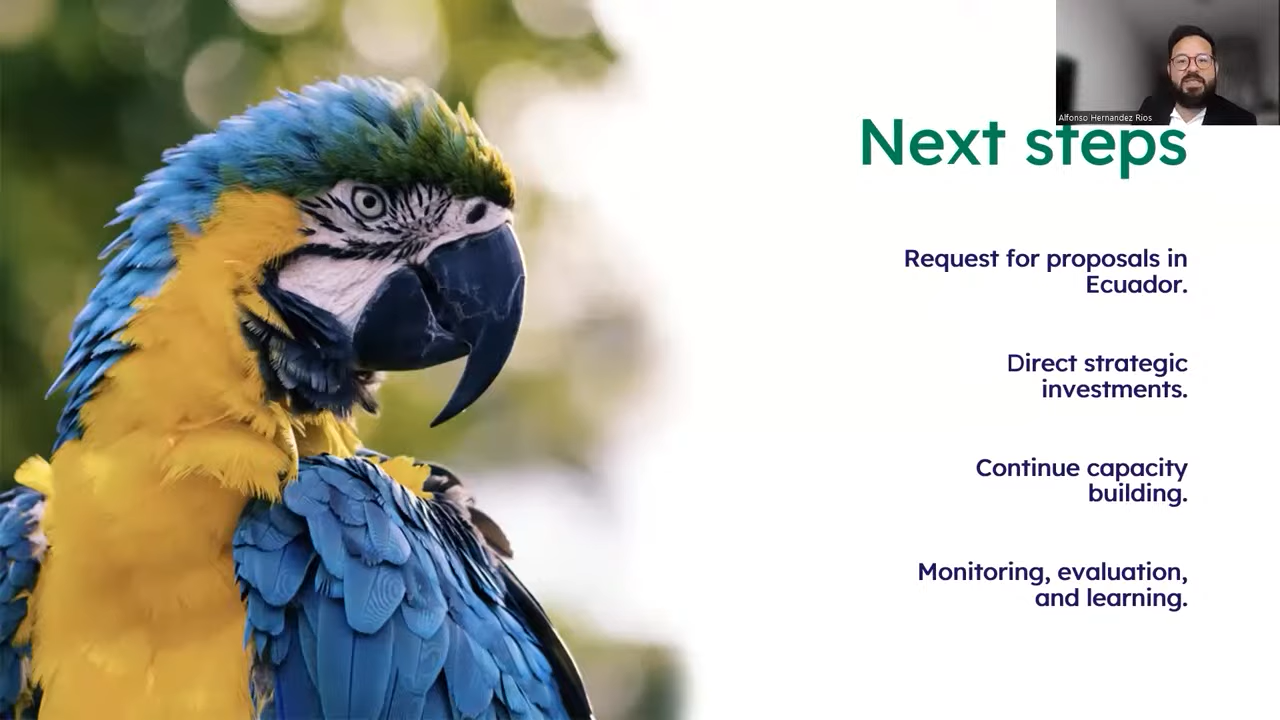 Alfonso Hernandez Rios
Next steps
Request for proposals in
Ecuador.
Direct strategic
investments.
Continue capacity
building.
Monitoring, evaluation,
and learning.